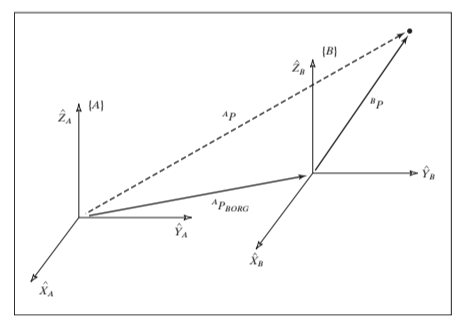 {B}
Ẑ_B
{A}
Ẑ_A
^B P
^A P
Ŷ_B
^A P_BORG
Ŷ_A
X̂_B
X̂_A